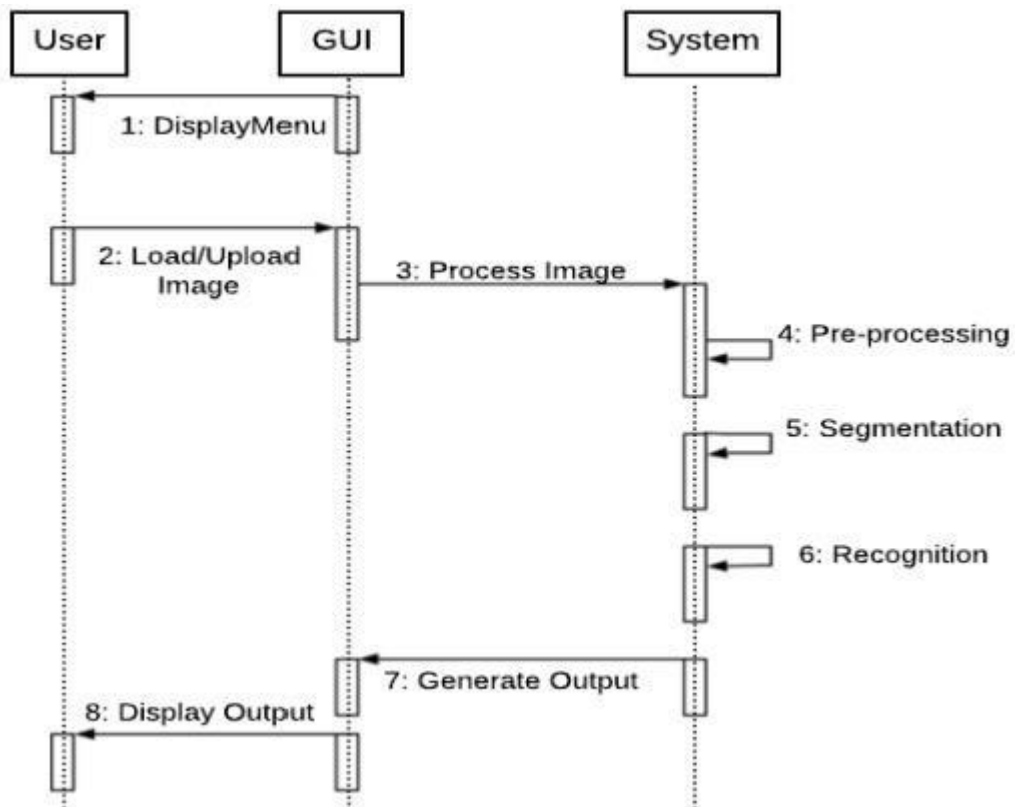 User
GUI
System
1: DisplayMenu
2: Load/Upload
Image
3: Process Image
4: Pre-processing
5: Segmentation
6: Recognition
7: Generate Output
8: Display Output